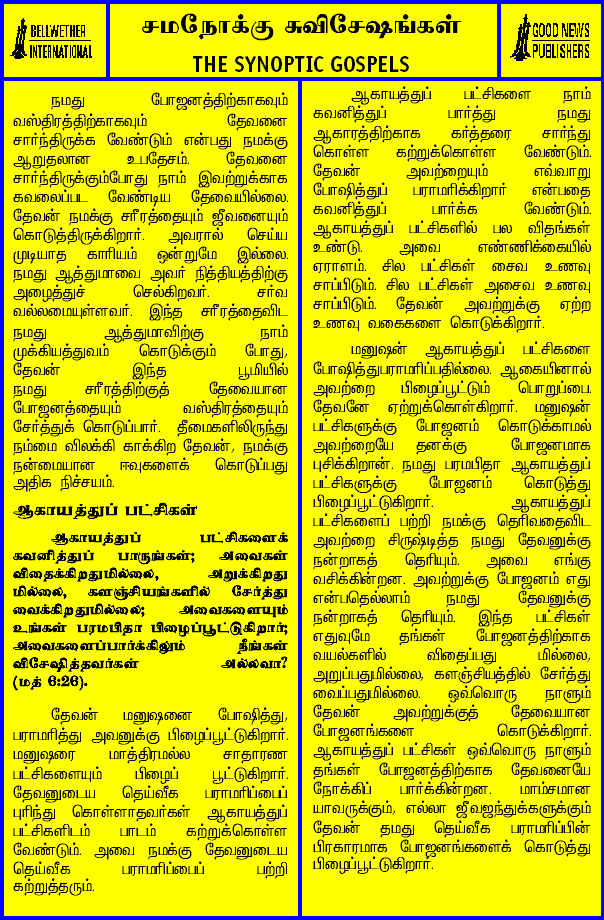 BELLWETHER
INTERNATIONAL
சமநோக்கு சுவிசேஷங்கள்
THE SYNOPTIC GOSPELS
GOOD NEWS
PUBLISHERS
நமது போஜனத்திற்காகவும்
வஸ்திரத்திற்காகவும் தேவனை
சார்ந்திருக்க வேண்டும் என்பது நமக்கு
ஆறுதலான உபதேசம். தேவனை
சார்ந்திருக்கும்போது நாம் இவற்றுக்காக
கவலைப்பட வேண்டிய தேவையில்லை.
தேவன் நமக்கு சரீரத்தையும் ஜீவனையும்
கொடுத்திருக்கிறார். அவரால் செய்ய
முடியாத காரியம் ஒன்றுமே இல்லை.
நமது ஆத்துமாவை அவர் நித்தியத்திற்கு
அழைத்துச் செல்கிறவர். சர்வ
வல்லமையுள்ளவர். இந்த சரீரத்தைவிட
நமது ஆத்துமாவிற்கு நாம்
முக்கியத்துவம் கொடுக்கும் போது,
தேவன் இந்த பூமியில்
நமது சரீரத்திற்குத் தேவையான
போஜனத்தையும் வஸ்திரத்தையும்
சேர்த்துக் கொடுப்பார். தீமைகளிலிருந்து
நம்மை விலக்கி காக்கிற தேவன், நமக்கு
நன்மையான ஈவுகளைக் கொடுப்பது
அதிக நிச்சயம்.
ஆகாயத்துப் பட்சிகள்
ஆகாயத்துப் பட்சிகளைக்
கவனித்துப் பாருங்கள்; அவைகள்
விதைக்கிறதுமில்லை, அறுக்கிறது
மில்லை, களஞ்சியங்களில் சேர்த்து
வைக்கிறதுமில்லை; அவைகளையும்
உங்கள் பரமபிதா பிழைப்பூட்டுகிறார்;
அவைகளைப்பார்க்கிலும் நீங்கள்
விசேஷித்தவர்கள் அல்லவா?
(மத் 6:26).
தேவன் மனுஷனை போஷித்து,
பராமரித்து அவனுக்கு பிழைப்பூட்டுகிறார்.
மனுஷரை மாத்திரமல்ல சாதாரண
பட்சிகளையும் பிழைப் பூட்டுகிறார்.
தேவனுடைய தெய்வீக பராமரிப்பைப்
புரிந்து கொள்ளாதவர்கள் ஆகாயத்துப்
பட்சிகளிடம் பாடம் கற்றுக்கொள்ள
வேண்டும். அவை நமக்கு தேவனுடைய
தெய்வீக பராமரிப்பைப் பற்றி
கற்றுத்தரும்.
ஆகாயத்துப் பட்சிகளை நாம்
கவனித்துப் பார்த்து நமது
ஆகாரத்திற்காக கர்த்தரை சார்ந்து
கொள்ள கற்றுக்கொள்ள வேண்டும்.
தேவன் அவற்றையும் எவ்வாறு
போஷித்துப் பராமரிக்கிறார் என்பதை
கவனித்துப் பார்க்க வேண்டும்.
ஆகாயத்துப் பட்சிகளில் பல விதங்கள்
உண்டு. அவை எண்ணிக்கையில்
ஏராளம். சில பட்சிகள் சைவ உணவு
சாப்பிடும். சில பட்சிகள் அசைவ உணவு
சாப்பிடும். தேவன் அவற்றுக்கு ஏற்ற
உணவு வகைகளை கொடுக்கிறார்.
மனுஷன் ஆகாயத்துப் பட்சிகளை
போஷித்துபராமரிப்பதில்லை. ஆகையினால்
அவற்றை பிழைப்பூட்டும் பொறுப்பை.
தேவனே ஏற்றுக்கொள்கிறார். மனுஷன்
பட்சிகளுக்கு போஜனம் கொடுக்காமல்
அவற்றையே தனக்கு போஜனமாக
புசிக்கிறான். நமது பரமபிதா ஆகாயத்துப்
பட்சிகளுக்கு போஜனம் கொடுத்து
பிழைப்பூட்டுகிறார். ஆகாயத்துப்
பட்சிகளைப் பற்றி நமக்கு தெரிவதைவிட
அவற்றை சிருஷ்டித்த நமது தேவனுக்கு
நன்றாகத் தெரியும். அவை எங்கு
வசிக்கின்றன. அவற்றுக்கு போஜனம் எது
என்பதெல்லாம் நமது தேவனுக்கு
நன்றாகத் தெரியும். இந்த பட்சிகள்
எதுவுமே தங்கள் போஜனத்திற்காக
வயல்களில் விதைப்பது மில்லை,
அறுப்பதுமில்லை, களஞ்சியத்தில் சேர்த்து
வைப்பதுமில்லை. ஒவ்வொரு நாளும்
தேவன் அவற்றுக்குத் தேவையான
போஜனங்களை கொடுக்கிறார்.
ஆகாயத்துப் பட்சிகள் ஒவ்வொரு நாளும்
தங்கள் போஜனத்திற்காக தேவனையே
நோக்கிப் பார்க்கின்றன. மாம்சமான
யாவருக்கும், எல்லா ஜீவஜந்துக்களுக்கும்
தேவன் தமது தெய்வீக பராமரிப்பின்
பிரகாரமாக போஜனங்களைக் கொடுத்து
பிழைப்பூட்டுகிறார்.